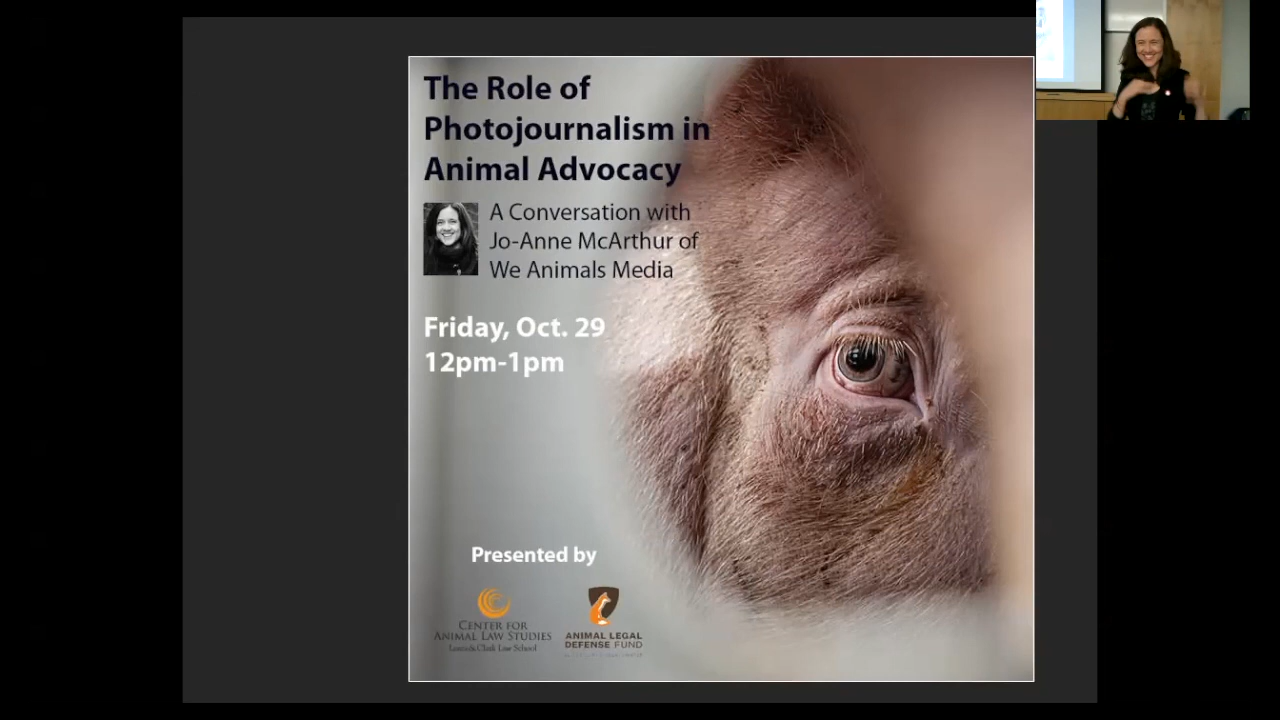 The Role of
Photojournalism in
Animal Advocacy
A Conversation with
Jo-Anne McArthur of
We Animals Media
Friday, Oct. 29
12pm-1pm
Presented by
CENTER FOR
ANIMAL LAW STUDIES
Lewis & Clark Law School
ANIMAL LEGAL
DEFENSE FUND